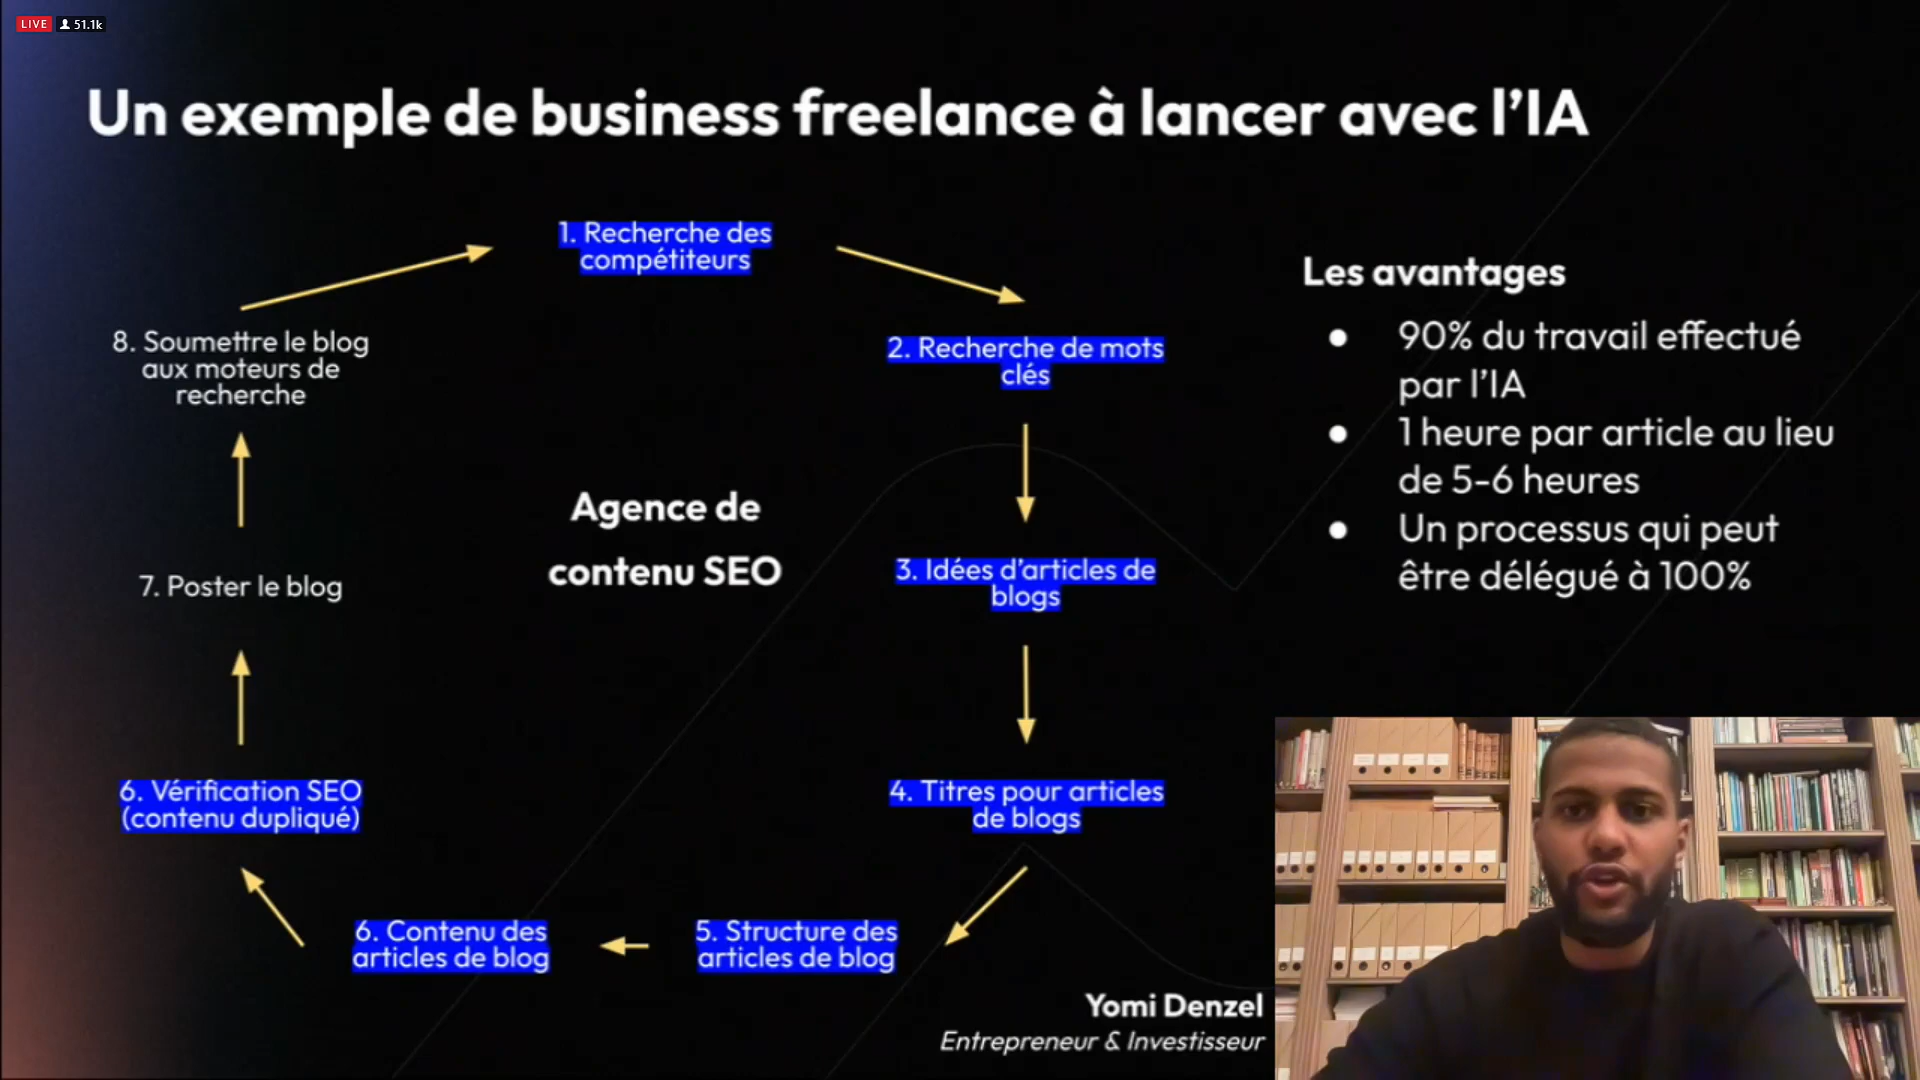 LIVE 51.1k
Un exemple de business freelance à lancer avec l’IA
1. Recherche des
compétiteurs
2. Recherche de mots
clés
3. Idées d’articles de
blogs
4. Titres pour articles
de blogs
5. Structure des
articles de blog
6. Contenu des
articles de blog
6. Vérification SEO
(contenu dupliqué)
7. Poster le blog
8. Soumettre le blog
aux moteurs de
recherche
Agence de
contenu SEO
Les avantages
● 90% du travail effectué
par l’IA
● 1 heure par article au lieu
de 5-6 heures
● Un processus qui peut
être délégué à 100%
Yomi Denzel
Entrepreneur & Investisseur